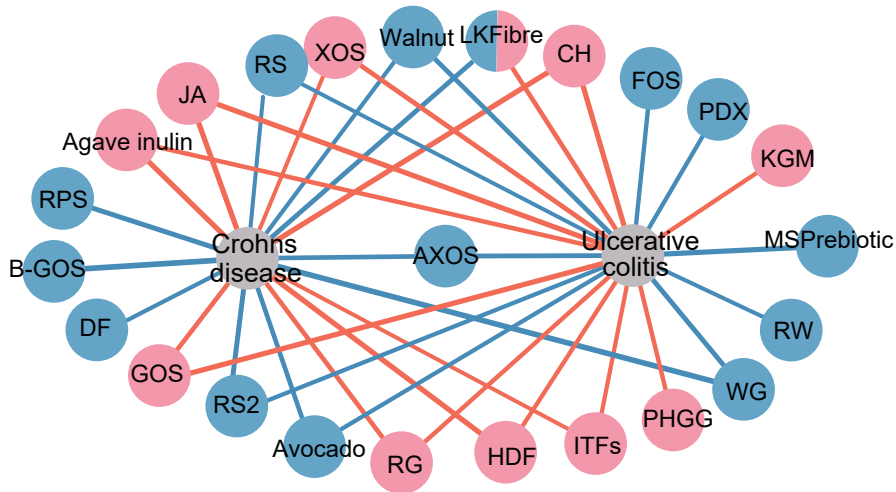 Walnut
LKFibre
XOS
CH
RS
FOS
JA
PDX
Agave inulin
KGM
RPS
Crohns
disease
AXOS
Ulcerative
colitis
MSPrebiotic
B-GOS
DF
RW
GOS
WG
RS2
PHGG
Avocado
RG
HDF
ITFs